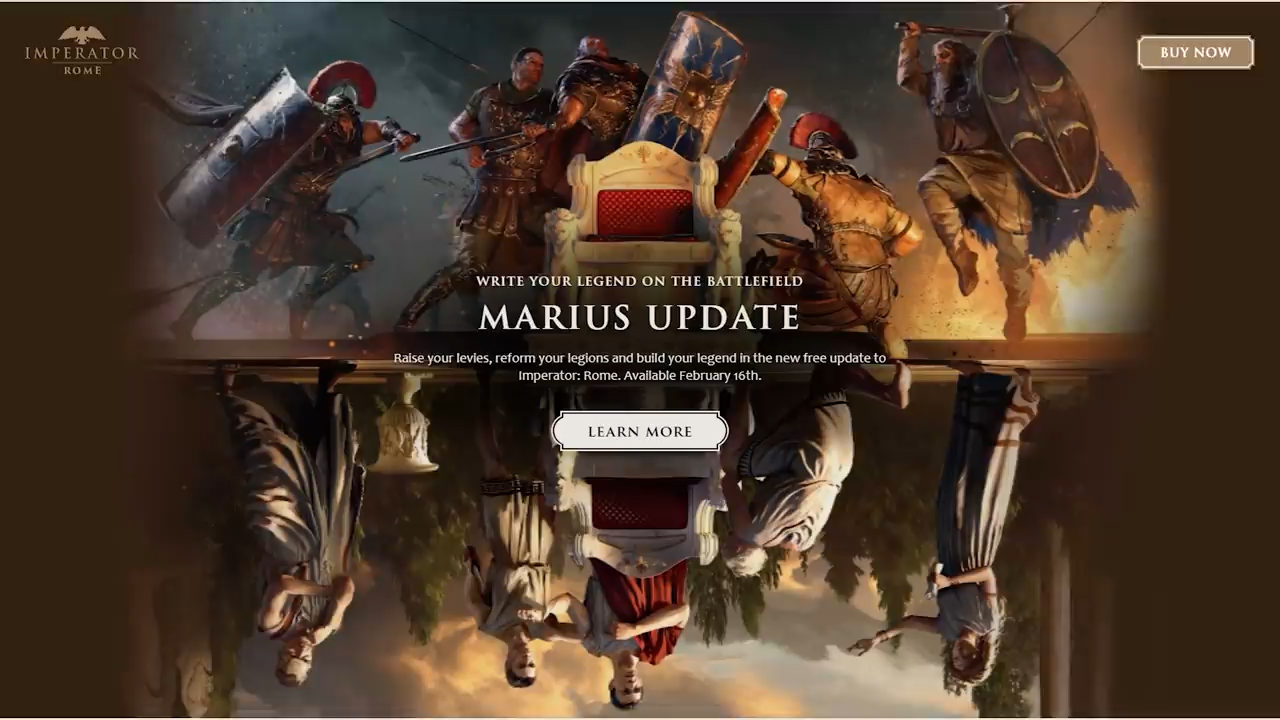 IMPERATOR
ROME
BUY NOW
WRITE YOUR LEGEND ON THE BATTLEFIELD
MARIUS UPDATE
Raise your levies, reform your legions and build your legend in the new free update to
Imperator: Rome. Available February 16th.
LEARN MORE